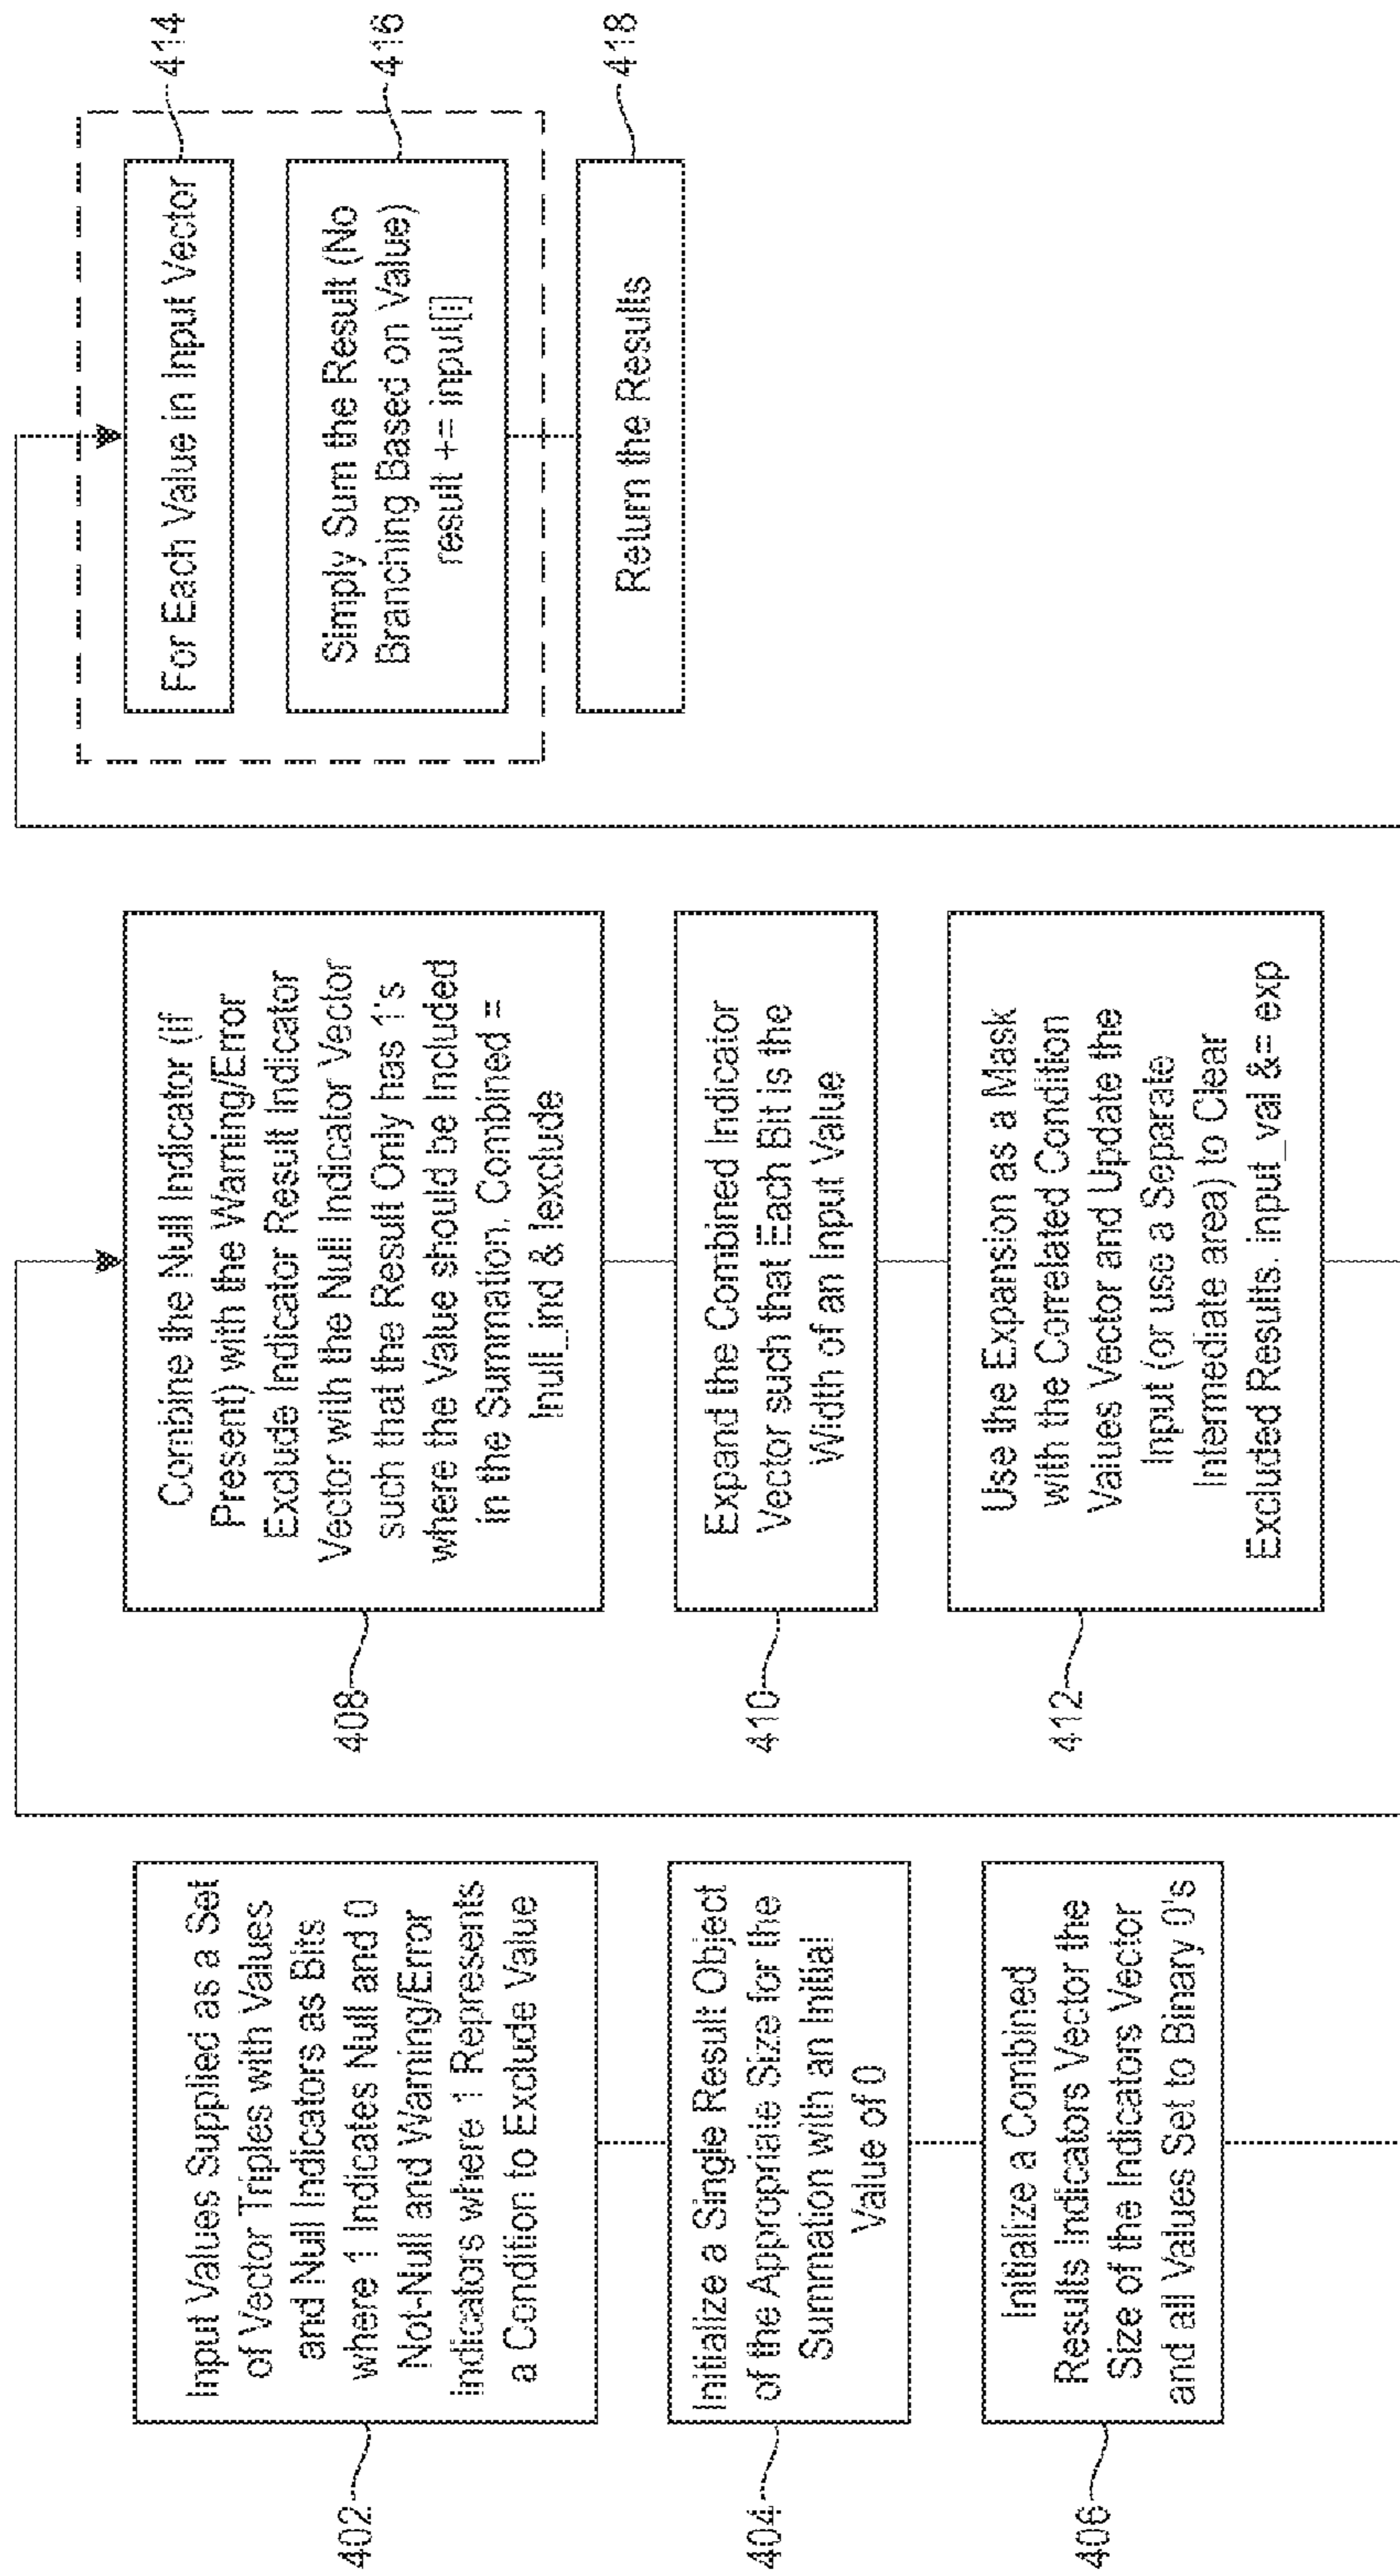 402
Input Values Supplied as a Set
of Vector Triples with Values
and Null Indicators as Bits
where 1 Indicates Null and 0
Not-Null and Warning/Error
Indicators where 1 Represents
a Condition to Exclude Value
404
Initialize a Single Result Object
of the Appropriate Size for the
Summation with an Initial
Value of 0
406
Initialize a Combined
Results Indicators Vector the
Size of the Indicators Vector
and all Values Set to Binary 0's
408
Combine the Null Indicator (if
Present) with the Warning/Error
Exclude Indicator Result Indicator
Vector with the Null Indicator Vector
such that the Result Only has 1's
where the Value should be Included
in the Summation. Combined =
!null_ind & !exclude
410
Expand the Combined Indicator
Vector such that Each Bit is the
Width of an Input Value
412
Use the Expansion as a Mask
with the Correlated Condition
Values Vector and Update the
Input (or use a Separate
Intermediate area) to Clear
Excluded Results. input_val &= exp
414
For Each Value in Input Vector
416
Simply Sum the Result (No
Branching Based on Value)
result += input[i]
418
Return the Results